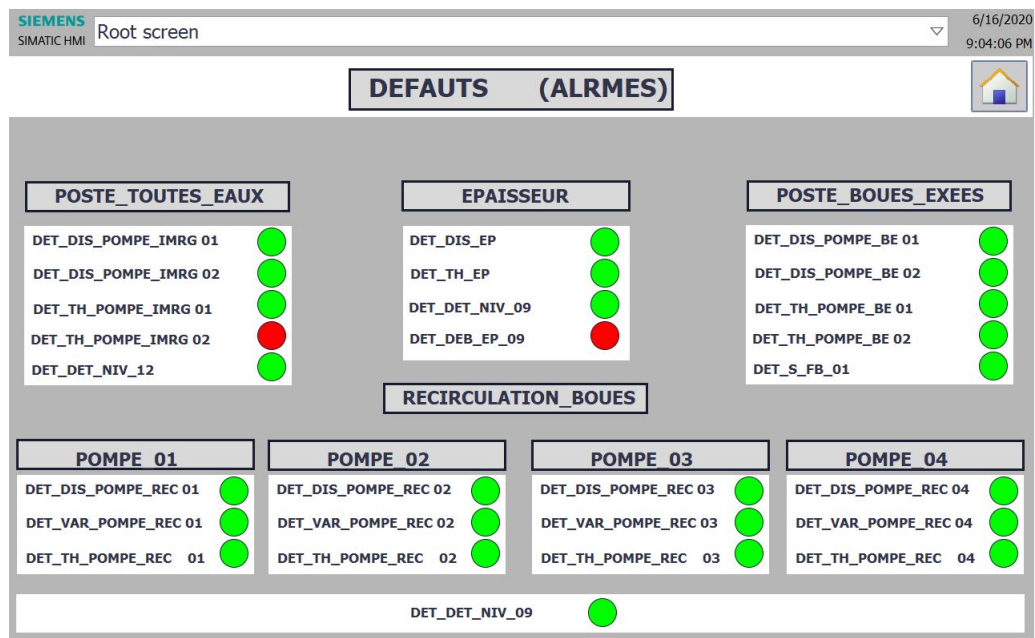 SIEMENS
SIMATIC HMI
Root screen
6/16/2020
9:04:06 PM
DEFAUTS (ALRMES)
POSTE_TOUTES_EAUX
DET_DIS_POMPE_IMRG 01
DET_DIS_POMPE_IMRG 02
DET_TH_POMPE_IMRG 01
DET_TH_POMPE_IMRG 02
DET_DET_NIV_12
EPAISSEUR
DET_DIS_EP
DET_TH_EP
DET_DET_NIV_09
DET_DEB_EP_09
POSTE_BOUES_EXEES
DET_DIS_POMPE_BE 01
DET_DIS_POMPE_BE 02
DET_TH_POMPE_BE 01
DET_TH_POMPE_BE 02
DET_S_FB_01
RECIRCULATION_BOUES
POMPE_01
DET_DIS_POMPE_REC 01
DET_VAR_POMPE_REC 01
DET_TH_POMPE_REC 01
POMPE_02
DET_DIS_POMPE_REC 02
DET_VAR_POMPE_REC 02
DET_TH_POMPE_REC 02
POMPE_03
DET_DIS_POMPE_REC 03
DET_VAR_POMPE_REC 03
DET_TH_POMPE_REC 03
POMPE_04
DET_DIS_POMPE_REC 04
DET_VAR_POMPE_REC 04
DET_TH_POMPE_REC 04
DET_DET_NIV_09